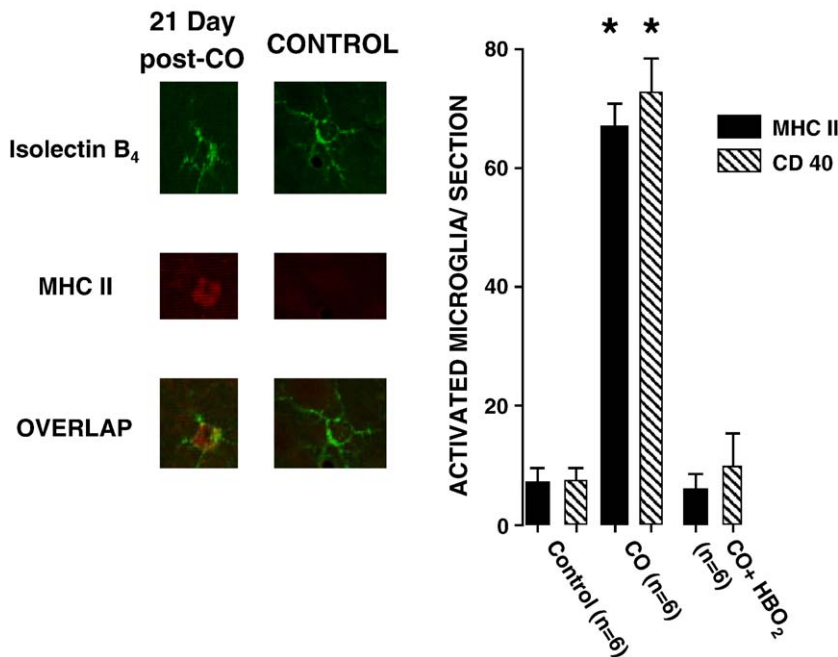 21 Day
post-CO
CONTROL
Isolectin B₄
MHC II
OVERLAP
ACTIVATED MICROGLIA/ SECTION
80
60
40
20
0
*
*
MHC II
CD 40
Control (n=6)
CO (n=6)
CO+ HBO₂
(n=6)